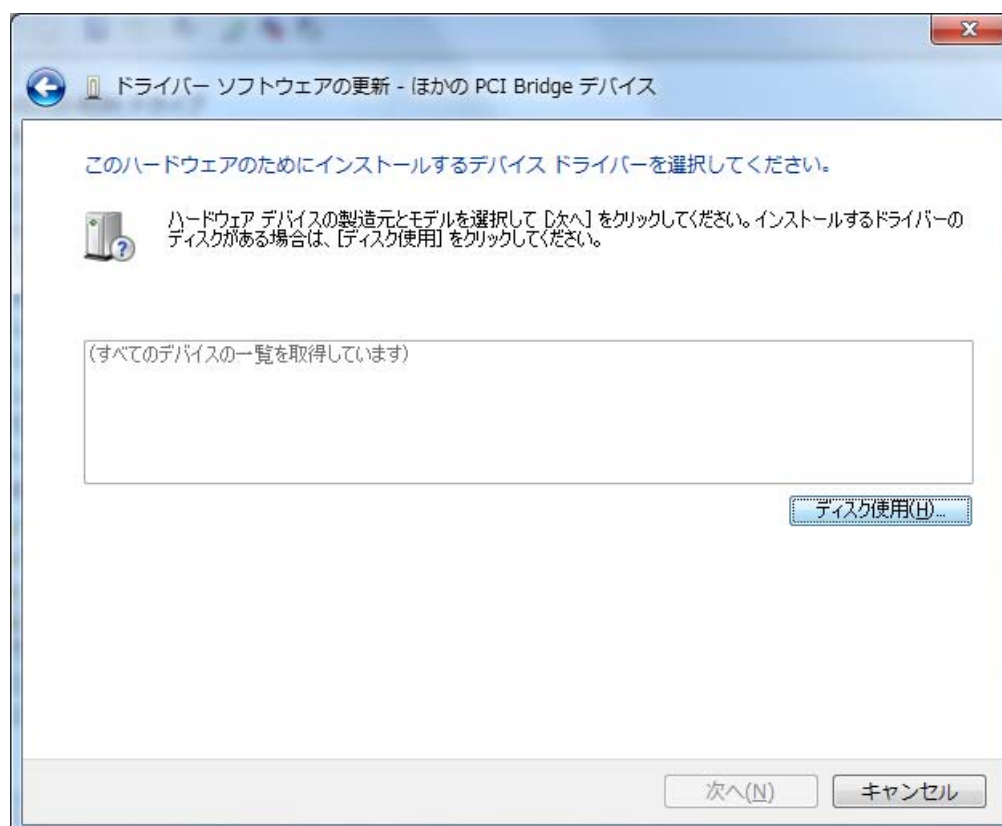 ドライバー ソフトウェアの更新 - ほかの PCI Bridge デバイス
このハードウェアのためにインストールするデバイス ドライバーを選択してください。
ハードウェア デバイスの製造元とモデルを選択して [次へ] をクリックしてください。インストールするドライバーの
ディスクがある場合は、[ディスク使用] をクリックしてください。
(すべてのデバイスの一覧を取得しています)
ディスク使用(H)...
次へ(N)
キャンセル